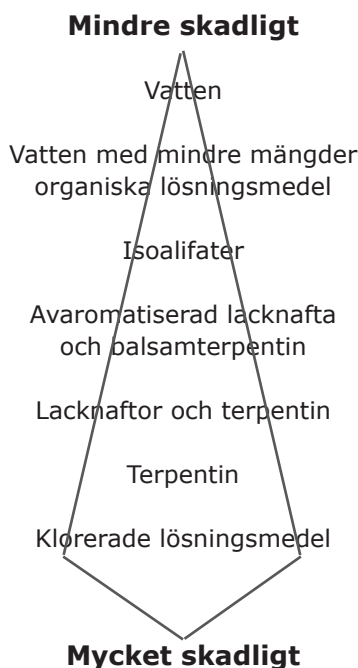 Mindre skadligt
Vatten
Vatten med mindre mängder
organiska lösningsmedel
Isoalifater
Avaromatiserad lacknafta
och balsamterpentin
Lacknaftor och terpentin
Terpentin
Klorerade lösningsmedel
Mycket skadligt